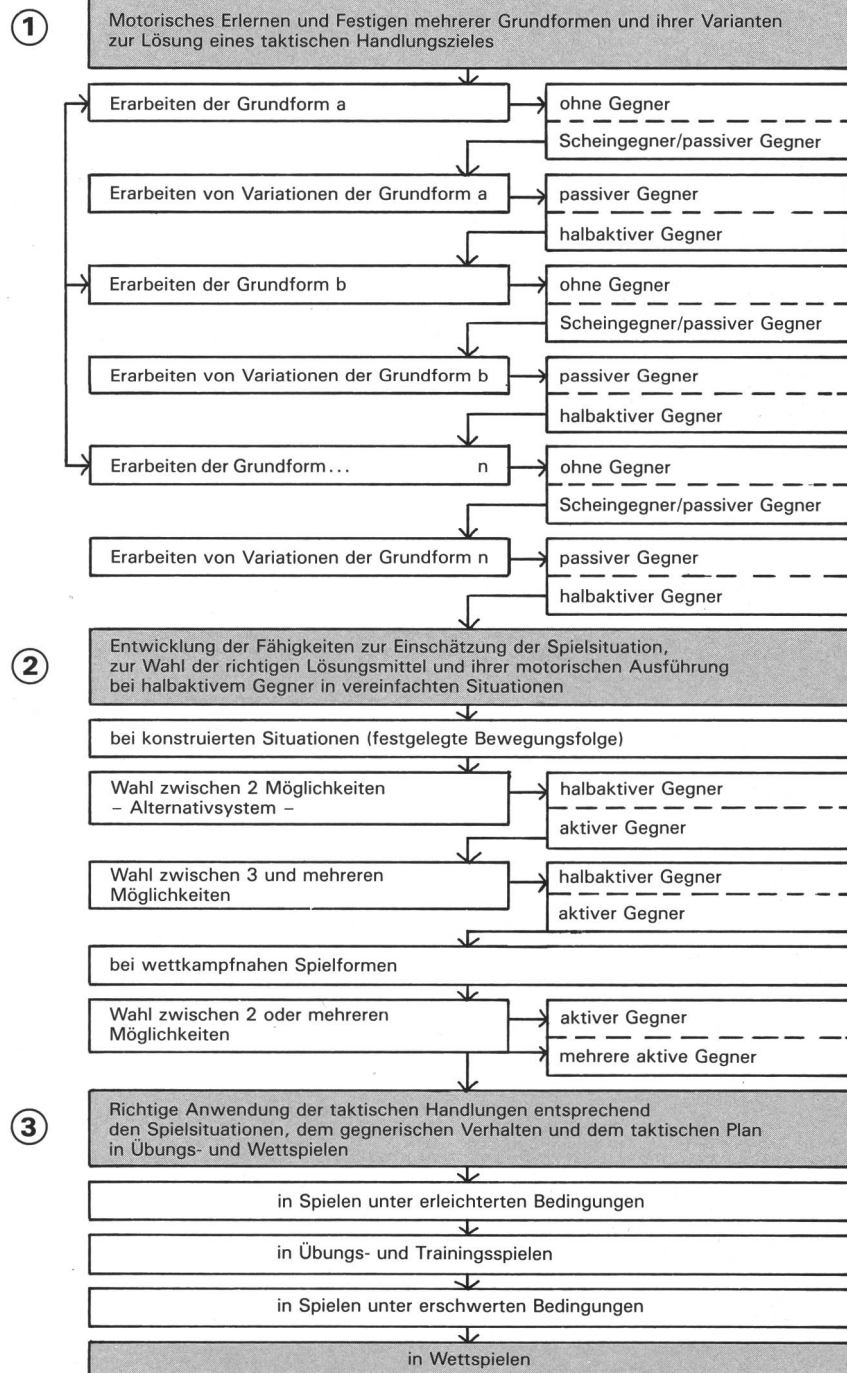 1
Motorisches Erlernen und Festigen mehrerer Grundformen und ihrer Varianten
zur Lösung eines taktischen Handlungszieles
Erarbeiten der Grundform a
ohne Gegner
Scheingegner/passiver Gegner
Erarbeiten von Variationen der Grundform a
passiver Gegner
halbaktiver Gegner
Erarbeiten der Grundform b
ohne Gegner
Scheingegner/passiver Gegner
Erarbeiten von Variationen der Grundform b
passiver Gegner
halbaktiver Gegner
Erarbeiten der Grundform... n
ohne Gegner
Scheingegner/passiver Gegner
Erarbeiten von Variationen der Grundform n
passiver Gegner
halbaktiver Gegner
2
Entwicklung der Fähigkeiten zur Einschätzung der Spielsituation,
zur Wahl der richtigen Lösungsmittel und ihrer motorischen Ausführung
bei halbaktivem Gegner in vereinfachten Situationen
bei konstruierten Situationen (festgelegte Bewegungsfolge)
Wahl zwischen 2 Möglichkeiten
– Alternativsystem –
halbaktiver Gegner
aktiver Gegner
Wahl zwischen 3 und mehreren
Möglichkeiten
halbaktiver Gegner
aktiver Gegner
bei wettkampfnahen Spielformen
Wahl zwischen 2 oder mehreren
Möglichkeiten
aktiver Gegner
mehrere aktive Gegner
3
Richtige Anwendung der taktischen Handlungen entsprechend
den Spielsituationen, dem gegnerischen Verhalten und dem taktischen Plan
in Übungs- und Wettspielen
in Spielen unter erleichterten Bedingungen
in Übungs- und Trainingsspielen
in Spielen unter erschwerten Bedingungen
in Wettspielen